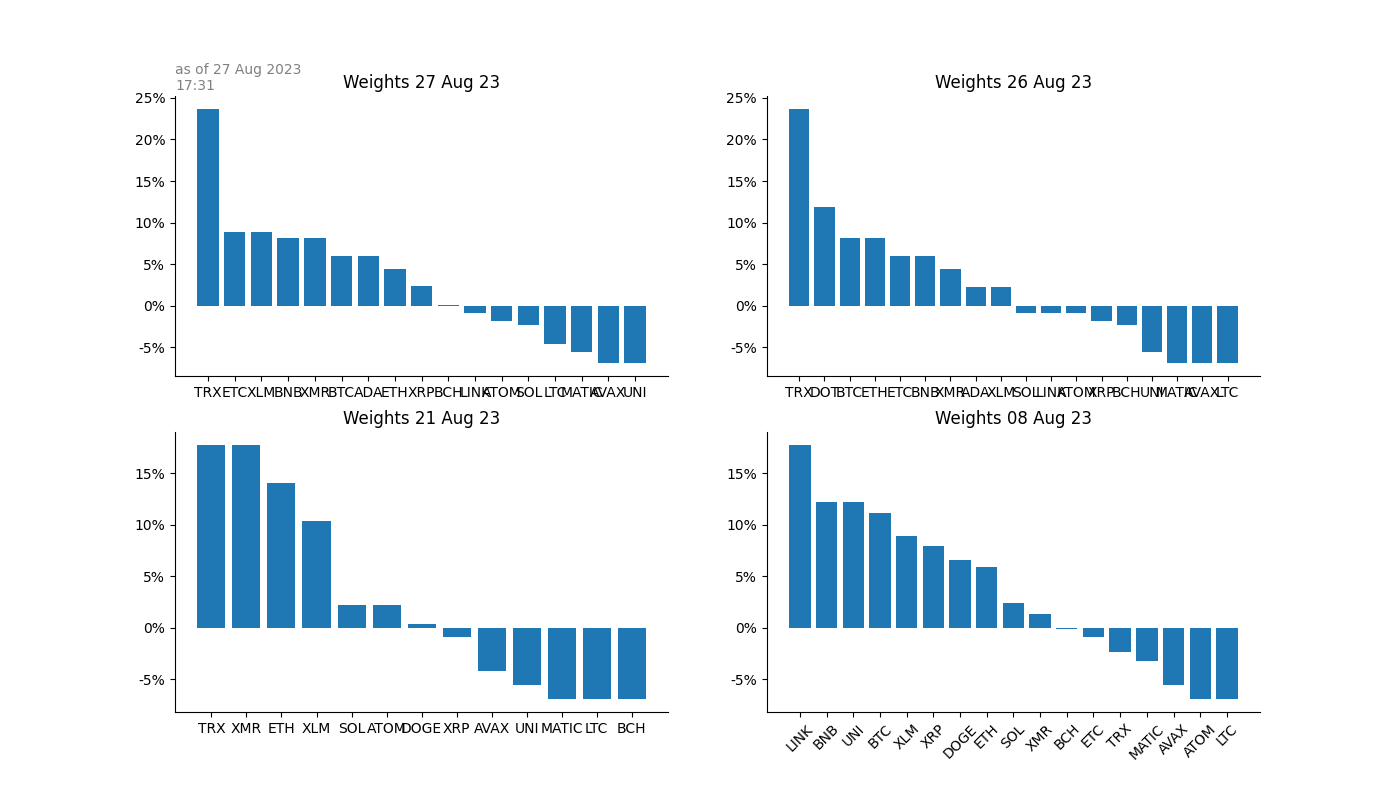 as of 27 Aug 2023
17:31
Weights 27 Aug 23
25%
20%
15%
10%
5%
0%
-5%
TRX ETC XLM BNB XMR BTC ADA ETH XRP BCH LINK ATOM SOL LTC MATIC AVAX UNI
Weights 26 Aug 23
25%
20%
15%
10%
5%
0%
-5%
TRX DOT BTC ETH ETC BNB XMR ADA XLM SOL LINK ATOM XRP BCH UNI MATIC AVAX LTC
Weights 21 Aug 23
15%
10%
5%
0%
-5%
TRX XMR ETH XLM SOL ATOM DOGE XRP AVAX UNI MATIC LTC BCH
Weights 08 Aug 23
15%
10%
5%
0%
-5%
LINK BNB UNI BTC XLM XRP DOGE ETH SOL XMR BCH ETC TRX MATIC AVAX ATOM LTC